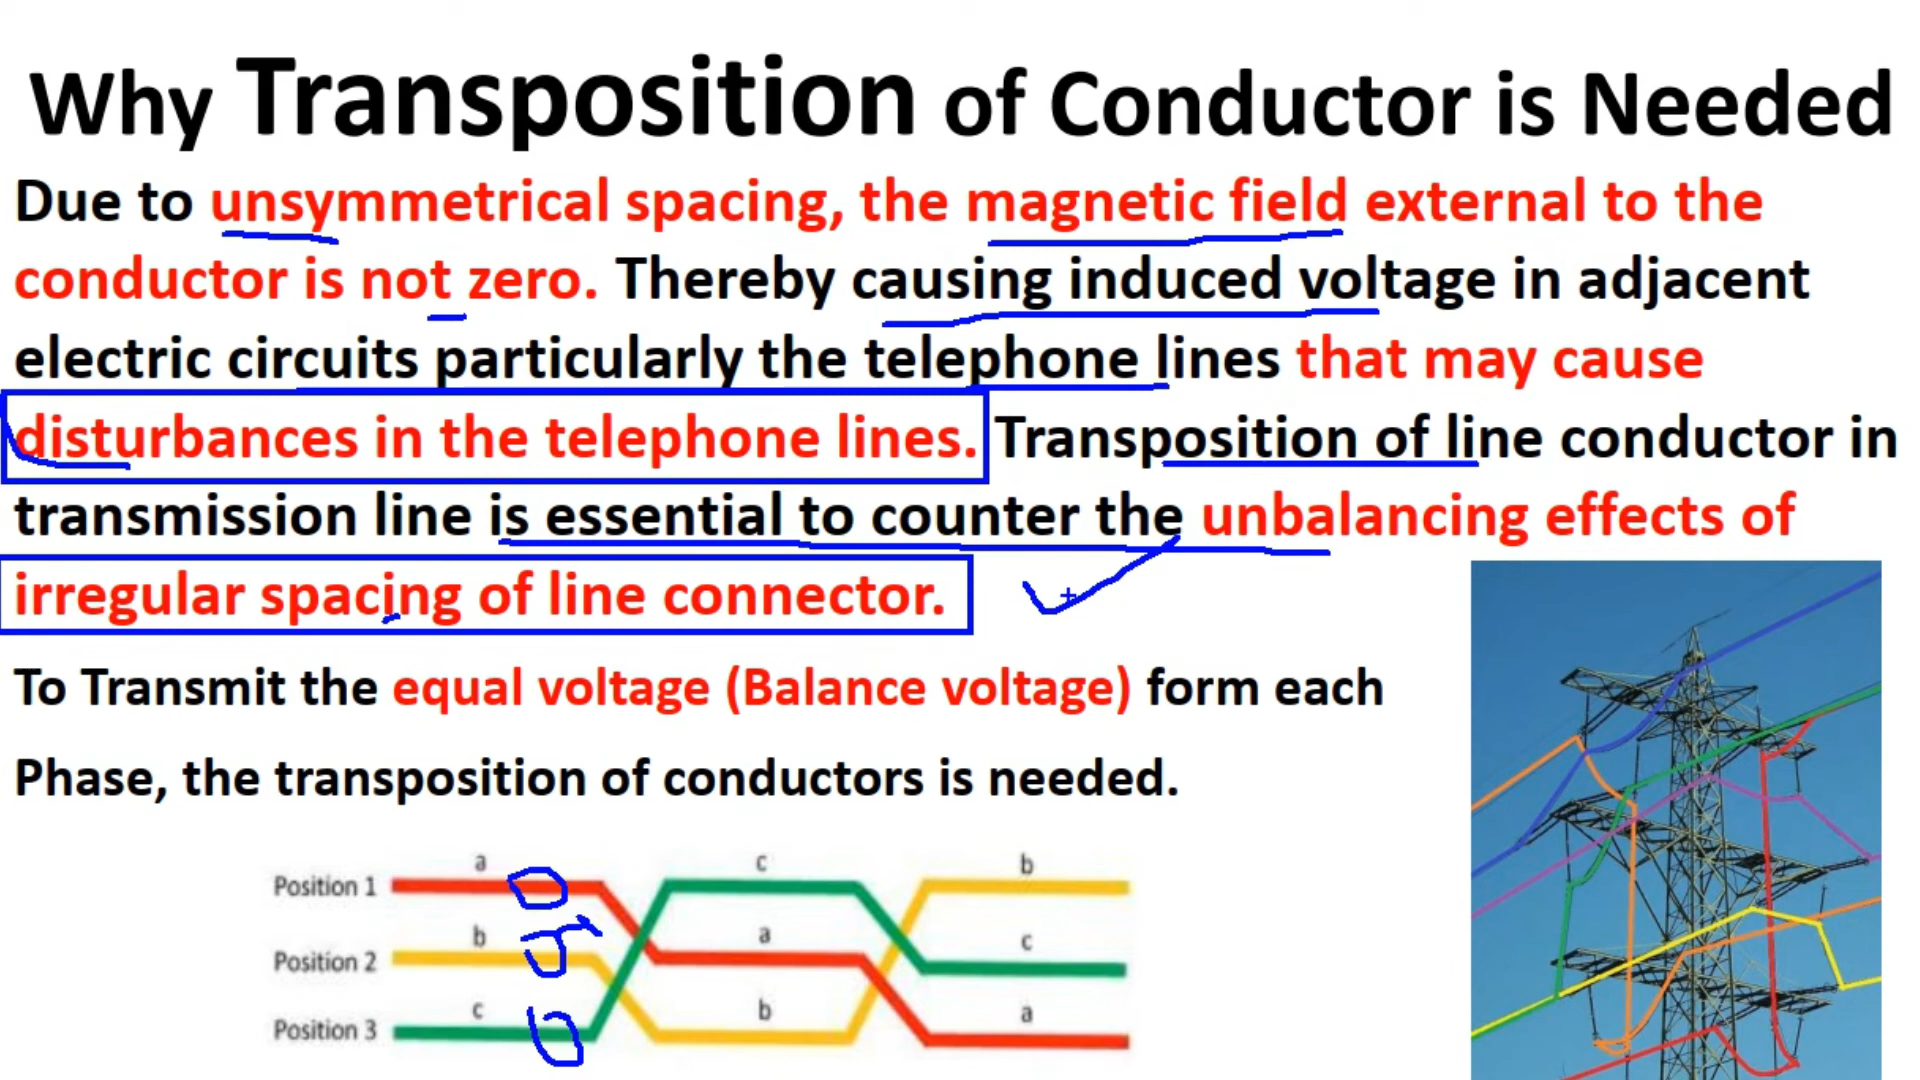 Why Transposition of Conductor is Needed
Due to unsymmetrical spacing, the magnetic field external to the
conductor is not zero. Thereby causing induced voltage in adjacent
electric circuits particularly the telephone lines that may cause
disturbances in the telephone lines. Transposition of line conductor in
transmission line is essential to counter the unbalancing effects of
irregular spacing of line connector.
To Transmit the equal voltage (Balance voltage) form each
Phase, the transposition of conductors is needed.
a c b
Position 1
b a c
Position 2
c b a
Position 3